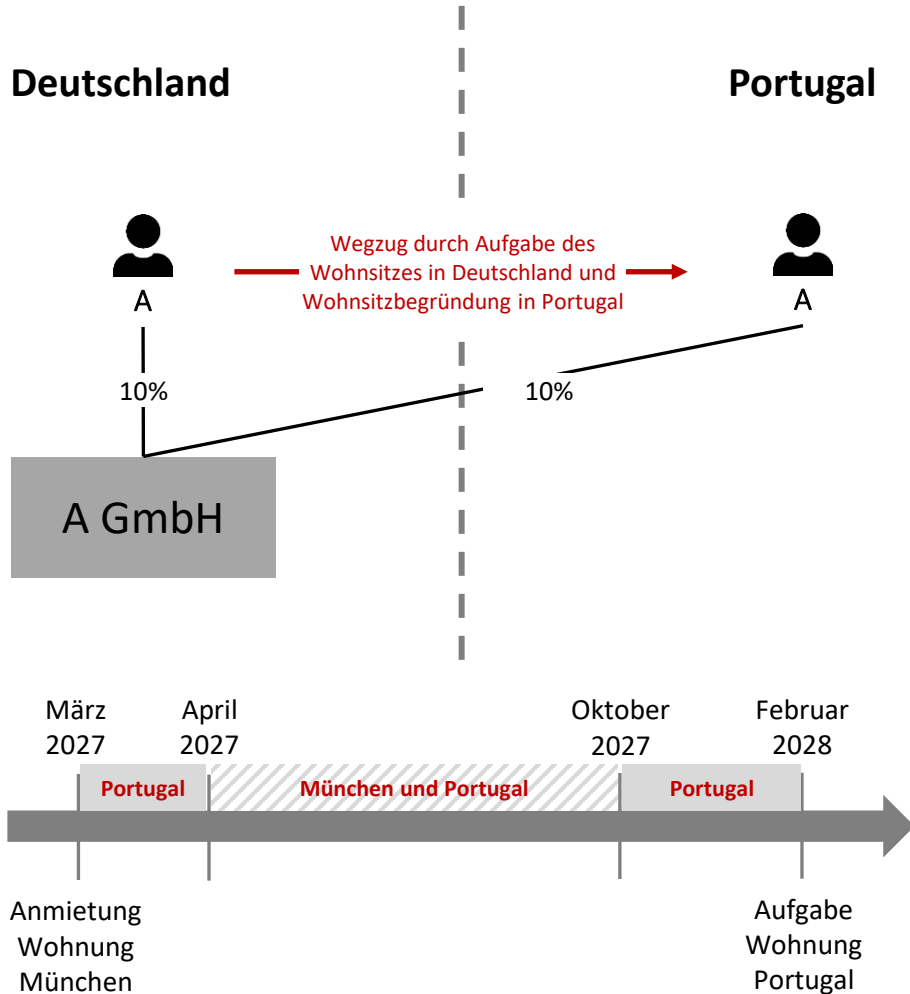 Deutschland
Portugal
Wegzug durch Aufgabe des
Wohnsitzes in Deutschland und
Wohnsitzbegründung in Portugal
A
A
10%
10%
A GmbH
März
2027
April
2027
Oktober
2027
Februar
2028
Portugal
München und Portugal
Portugal
Anmietung
Wohnung
München
Aufgabe
Wohnung
Portugal